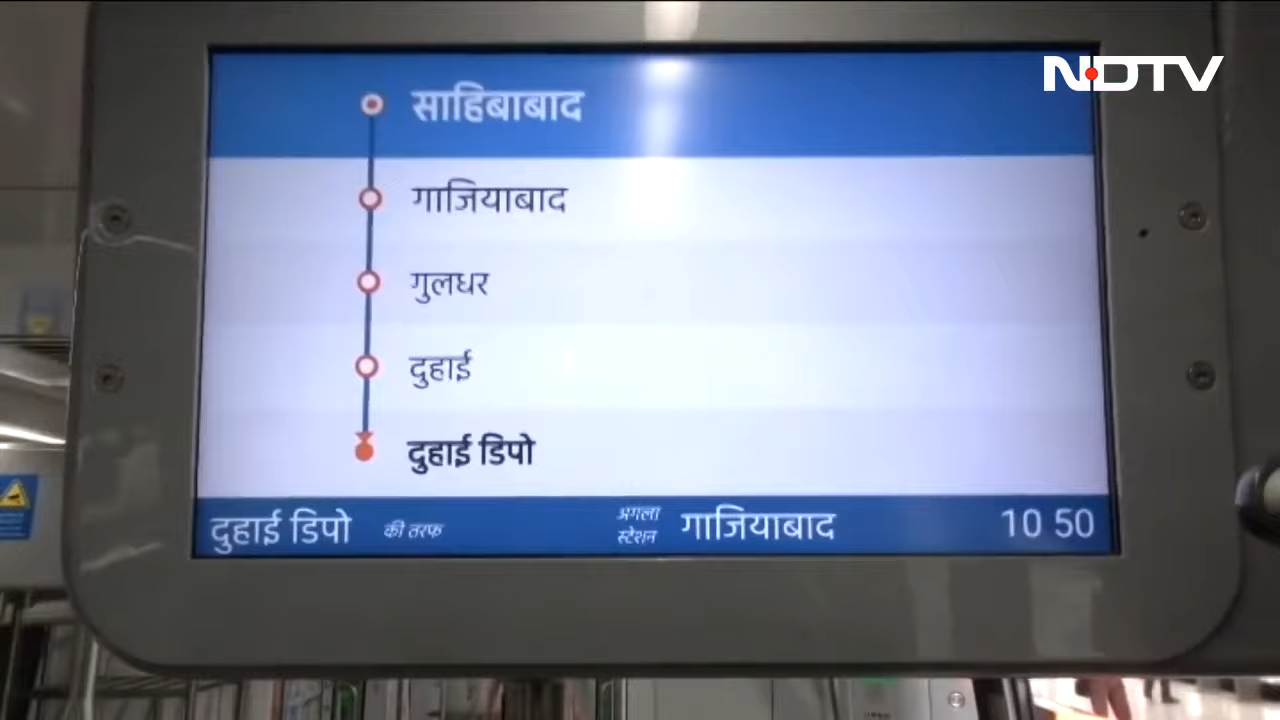 NDTV
साहिबाबाद
गाजियाबाद
गुलधर
दुहाई
दुहाई डिपो
दुहाई डिपो की तरफ अगला स्टेशन गाजियाबाद 10 50